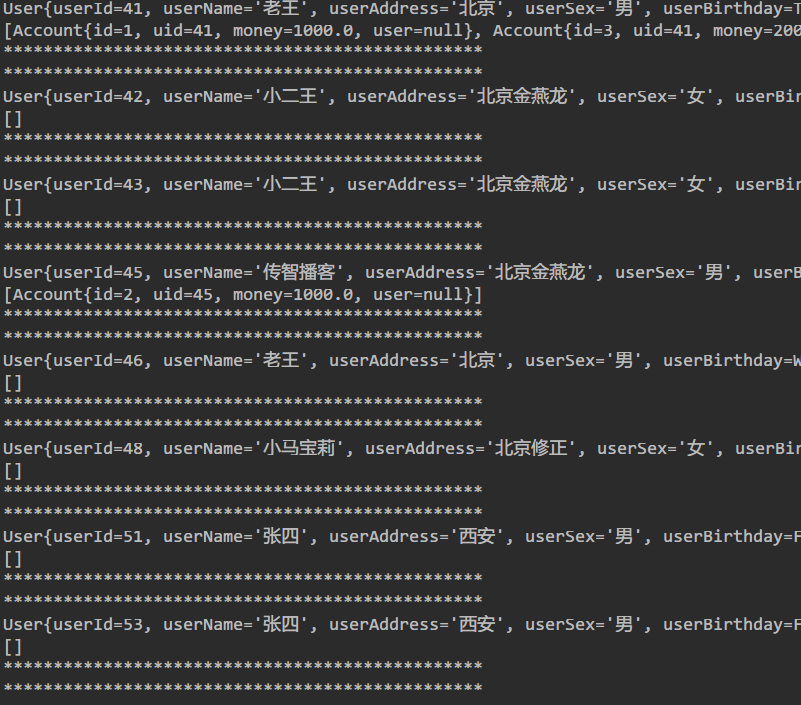 User{userId=41, userName='老王', userAddress='北京', userSex='男', userBirthday=T
[Account{id=1, uid=41, money=1000.0, user=null}, Account{id=3, uid=41, money=200
************************************************
************************************************
User{userId=42, userName='小二王', userAddress='北京金燕龙', userSex='女', userBir
[]
************************************************
************************************************
User{userId=43, userName='小二王', userAddress='北京金燕龙', userSex='女', userBir
[]
************************************************
************************************************
User{userId=45, userName='传智播客', userAddress='北京金燕龙', userSex='男', userB
[Account{id=2, uid=45, money=1000.0, user=null}]
************************************************
************************************************
User{userId=46, userName='老王', userAddress='北京', userSex='男', userBirthday=W
[]
************************************************
************************************************
User{userId=48, userName='小马宝莉', userAddress='北京修正', userSex='女', userBir
[]
************************************************
************************************************
User{userId=51, userName='张四', userAddress='西安', userSex='男', userBirthday=F
[]
************************************************
************************************************
User{userId=53, userName='张四', userAddress='西安', userSex='男', userBirthday=F
[]
************************************************
************************************************